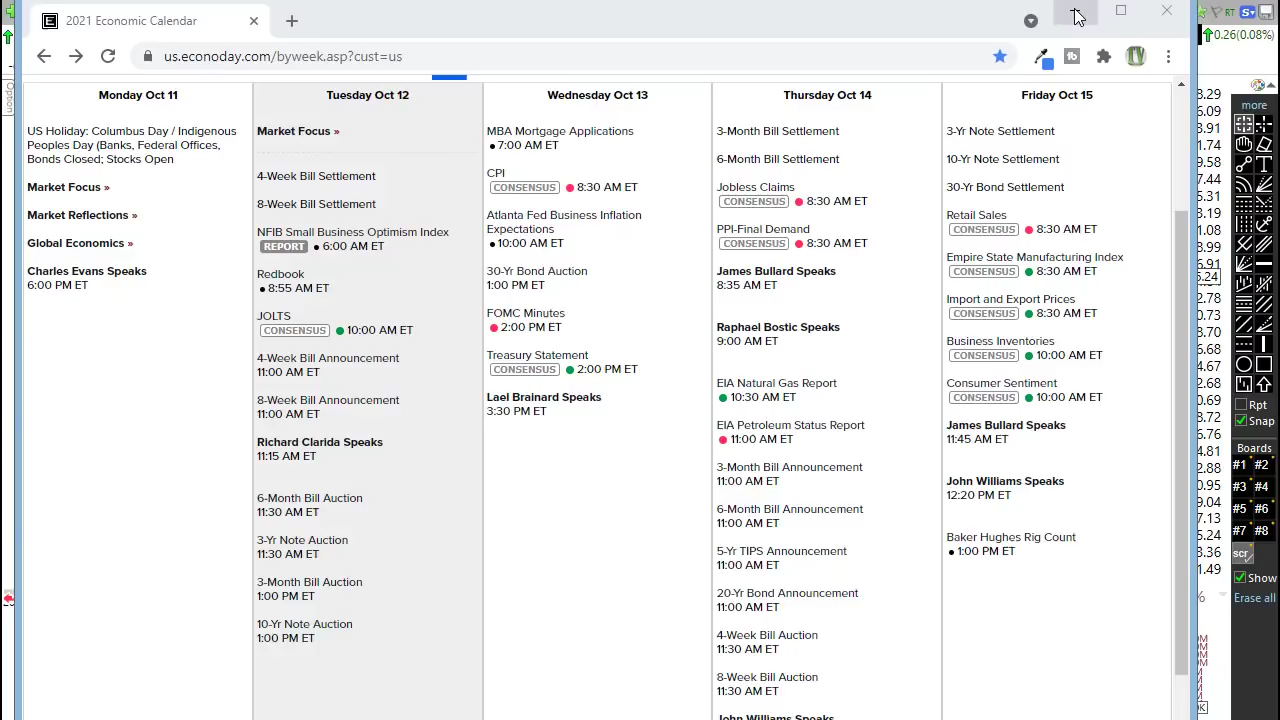 2021 Economic Calendar
us.econoday.com/byweek.asp?cust=us
Monday Oct 11
US Holiday: Columbus Day / Indigenous
Peoples Day (Banks, Federal Offices,
Bonds Closed; Stocks Open
Market Focus »
Market Reflections »
Global Economics »
Charles Evans Speaks
6:00 PM ET
Tuesday Oct 12
Market Focus »
4-Week Bill Settlement
8-Week Bill Settlement
NFIB Small Business Optimism Index
REPORT 6:00 AM ET
Redbook
8:55 AM ET
JOLTS
CONSENSUS 10:00 AM ET
4-Week Bill Announcement
11:00 AM ET
8-Week Bill Announcement
11:00 AM ET
Richard Clarida Speaks
11:15 AM ET
6-Month Bill Auction
11:30 AM ET
3-Yr Note Auction
11:30 AM ET
3-Month Bill Auction
1:00 PM ET
10-Yr Note Auction
1:00 PM ET
Wednesday Oct 13
MBA Mortgage Applications
7:00 AM ET
CPI
CONSENSUS 8:30 AM ET
Atlanta Fed Business Inflation
Expectations
10:00 AM ET
30-Yr Bond Auction
1:00 PM ET
FOMC Minutes
2:00 PM ET
Treasury Statement
CONSENSUS 2:00 PM ET
Lael Brainard Speaks
3:30 PM ET
Thursday Oct 14
3-Month Bill Settlement
6-Month Bill Settlement
Jobless Claims
CONSENSUS 8:30 AM ET
PPI-Final Demand
CONSENSUS 8:30 AM ET
James Bullard Speaks
8:35 AM ET
Raphael Bostic Speaks
9:00 AM ET
EIA Natural Gas Report
10:30 AM ET
EIA Petroleum Status Report
11:00 AM ET
3-Month Bill Announcement
11:00 AM ET
6-Month Bill Announcement
11:00 AM ET
5-Yr TIPS Announcement
11:00 AM ET
20-Yr Bond Announcement
11:00 AM ET
4-Week Bill Auction
11:30 AM ET
8-Week Bill Auction
11:30 AM ET
John Williams Speaks
Friday Oct 15
3-Yr Note Settlement
10-Yr Note Settlement
30-Yr Bond Settlement
Retail Sales
CONSENSUS 8:30 AM ET
Empire State Manufacturing Index
CONSENSUS 8:30 AM ET
Import and Export Prices
CONSENSUS 8:30 AM ET
Business Inventories
CONSENSUS 10:00 AM ET
Consumer Sentiment
CONSENSUS 10:00 AM ET
James Bullard Speaks
11:45 AM ET
John Williams Speaks
12:20 PM ET
Baker Hughes Rig Count
1:00 PM ET
Option
RT
0.26(0.08%)
more
Rpt
Snap
Boards
#1 #2
#3 #4
#5 #6
#7 #8
scr
Show
Erase all